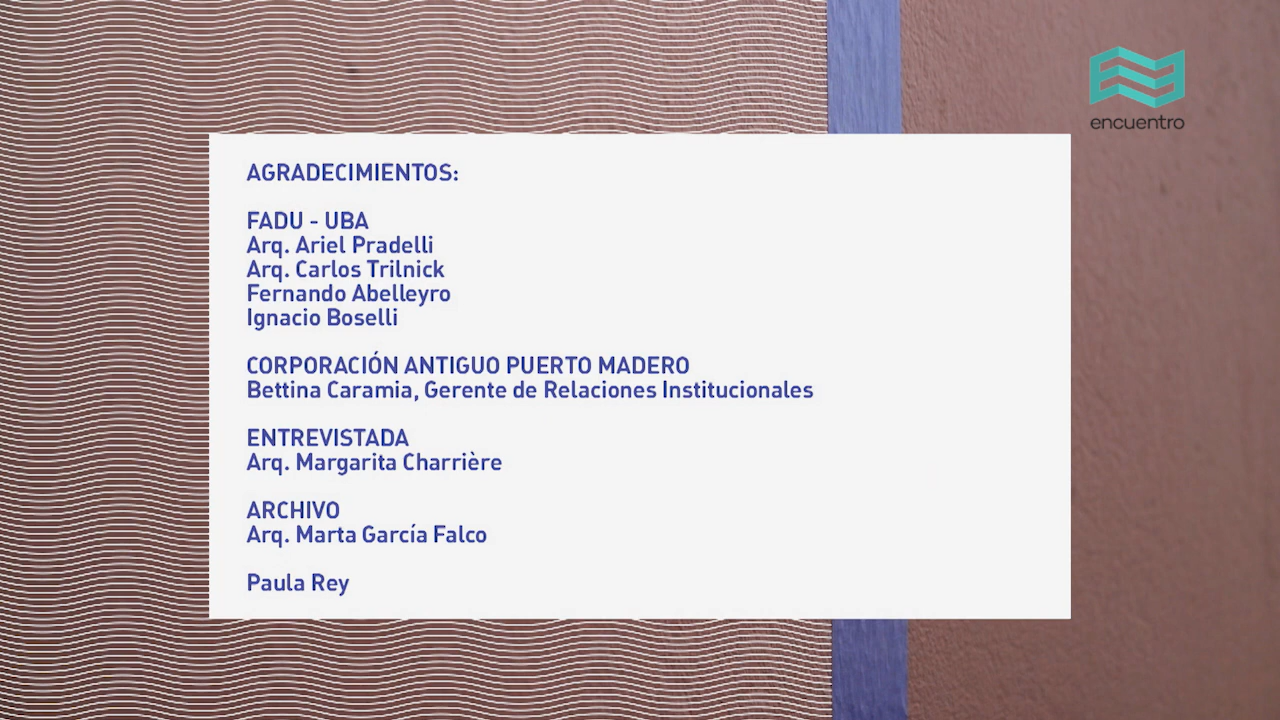 encuentro
AGRADECIMIENTOS:
FADU - UBA
Arq. Ariel Pradelli
Arq. Carlos Trilnick
Fernando Abelleyro
Ignacio Boselli
CORPORACIÓN ANTIGUO PUERTO MADERO
Bettina Caramia, Gerente de Relaciones Institucionales
ENTREVISTADA
Arq. Margarita Charrière
ARCHIVO
Arq. Marta García Falco
Paula Rey